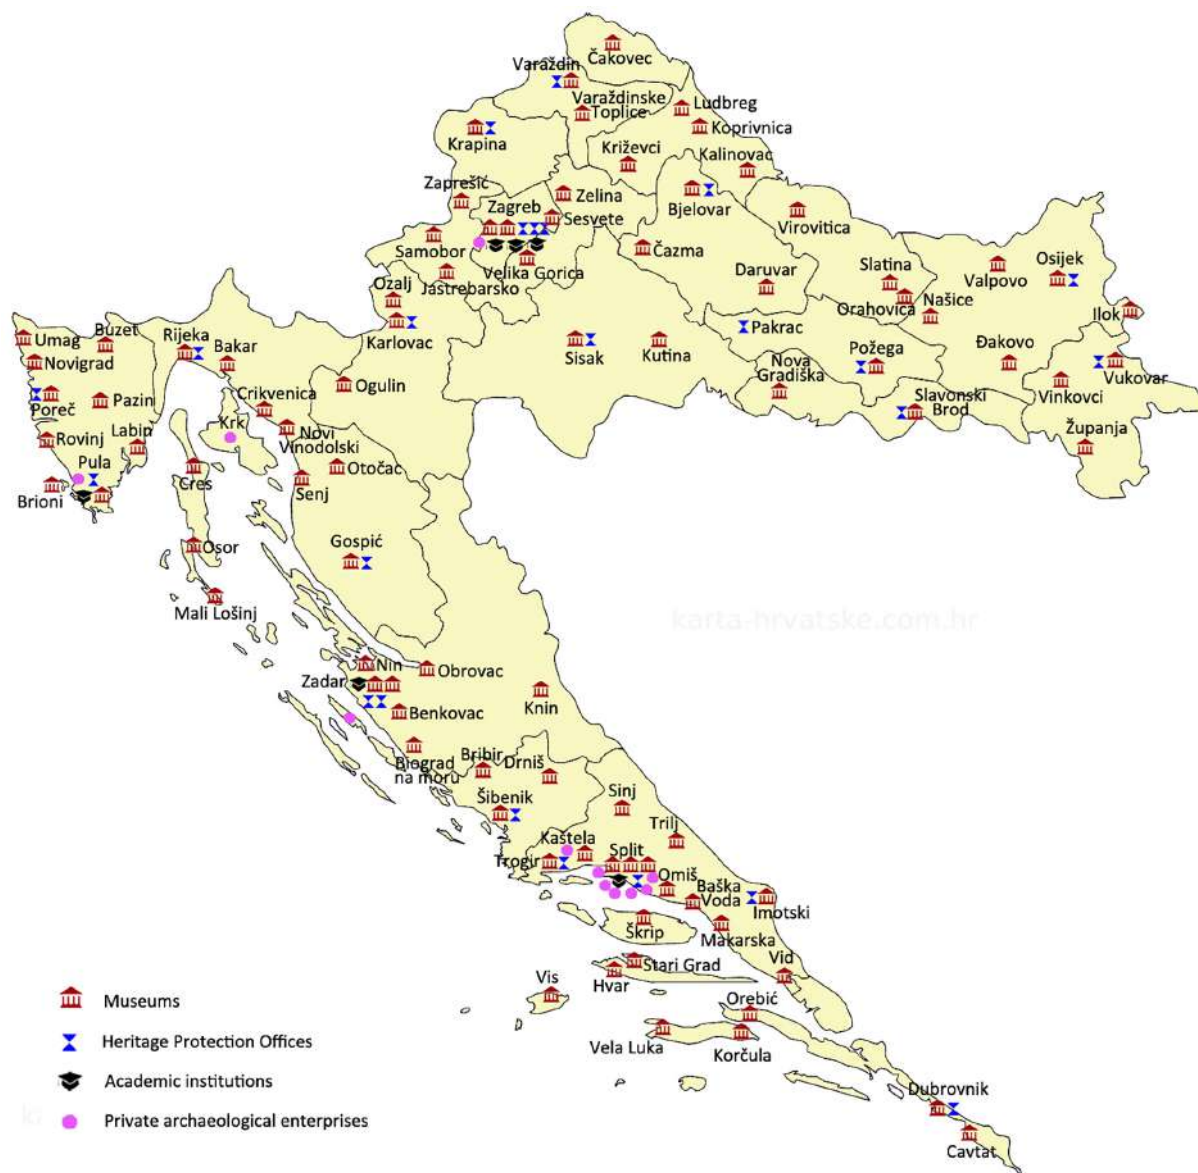 Čakovec
Varaždin
Varaždinske
Toplice
Ludbreg
Koprivnica
Krapina
Križevci
Kalinovac
Zaprešić
Zelina
Zagreb
Sesvete
Bjelovar
Virovitica
Samobor
Velika Gorica
Čazma
Jastrebarsko
Daruvar
Slatina
Valpovo
Osijek
Ozalj
Orahovica
Našice
Ilok
Umag
Buzet
Rijeka
Bakar
Karlovac
Sisak
Kutina
Pakrac
Požega
Đakovo
Novigrad
Nova
Gradiška
Vinkovci
Vukovar
Ogulin
Poreč
Pazin
Crikvenica
Slavonski
Brod
Krk
Županja
Rovinj
Labin
Novi
Vinodolski
Pula
Otočac
Brioni
Cres
Senj
Osor
Gospić
Mali Lošinj
karta-hrvatske.com.hr
Nin
Obrovac
Zadar
Knin
Benkovac
Biograd
na moru
Bribir
Drniš
Šibenik
Sinj
Trilj
Kaštela
Split
Trogir
Omiš
Baška
Voda
Imotski
Škrip
Makarska
Stari Grad
Vid
Hvar
Vis
Orebić
Vela Luka
Korčula
Dubrovnik
Cavtat
Museums
Heritage Protection Offices
Academic institutions
Private archaeological enterprises